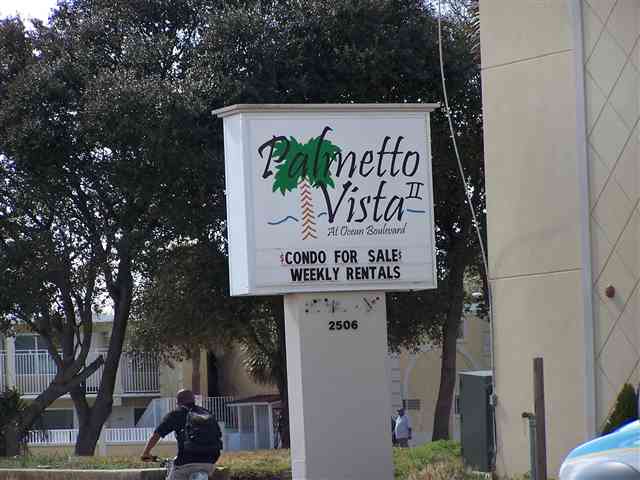 Palmetto
Vista II
At Ocean Boulevard
$CONDO FOR SALE$
WEEKLY RENTALS
2506